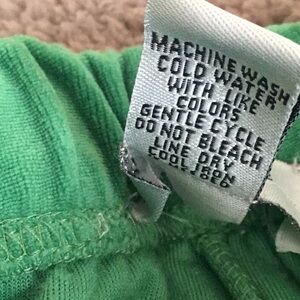 MACHINE WASH
COLD WATER
WITH LIKE
COLORS
GENTLE CYCLE
DO NOT BLEACH
LINE DRY
COOL IRON